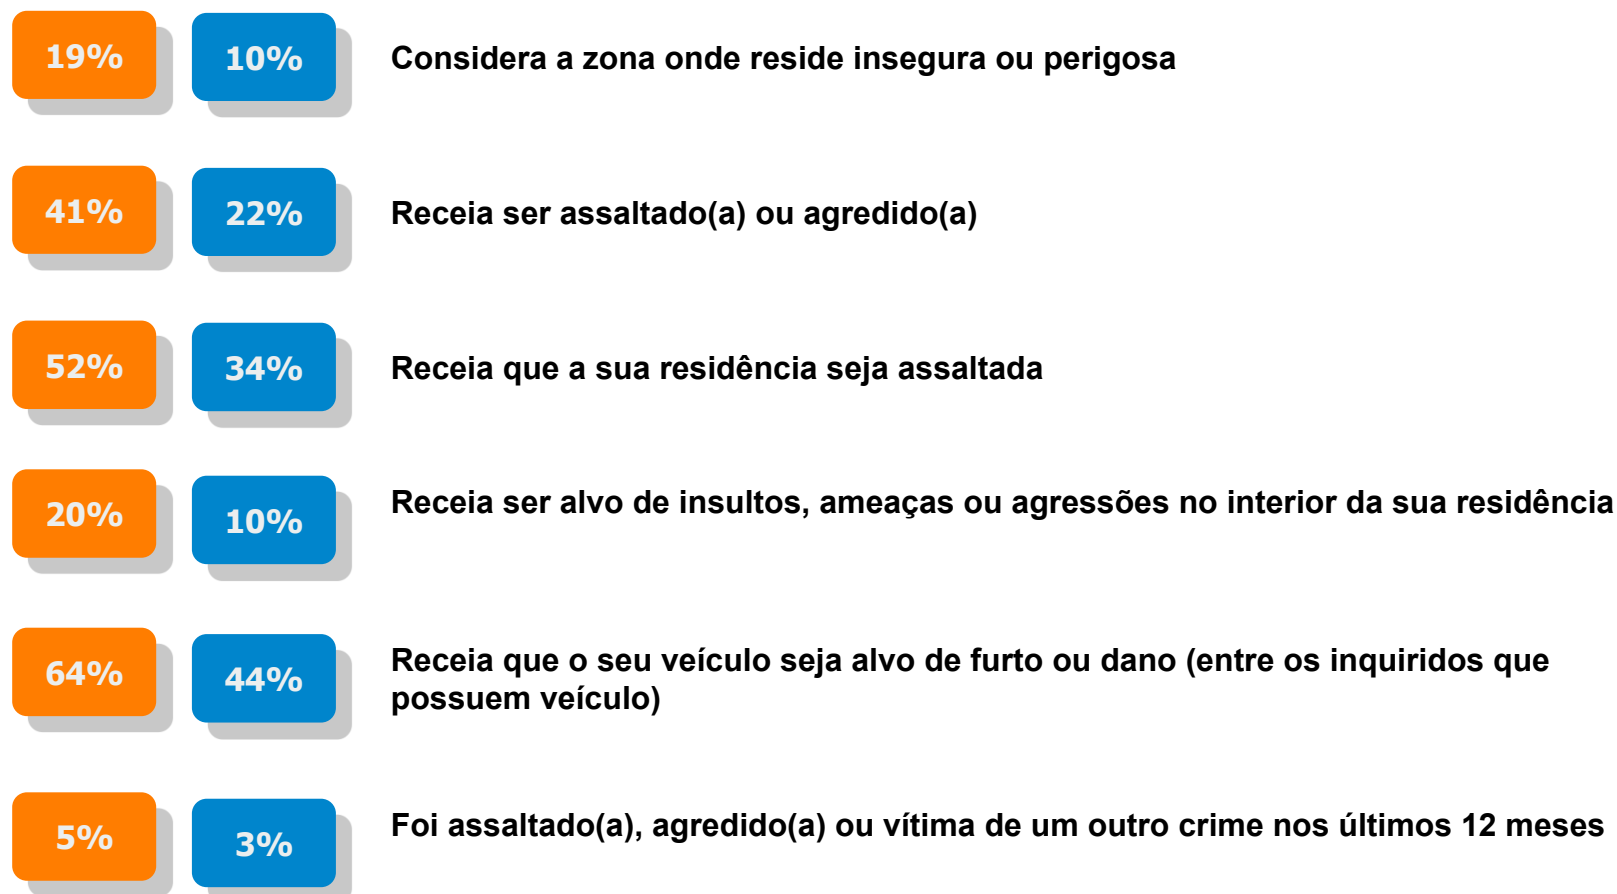 19% 10% Considera a zona onde reside insegura ou perigosa
41% 22% Receia ser assaltado(a) ou agredido(a)
52% 34% Receia que a sua residência seja assaltada
20% 10% Receia ser alvo de insultos, ameaças ou agressões no interior da sua residência
64% 44% Receia que o seu veículo seja alvo de furto ou dano (entre os inquiridos que
possuem veículo)
5% 3% Foi assaltado(a), agredido(a) ou vítima de um outro crime nos últimos 12 meses